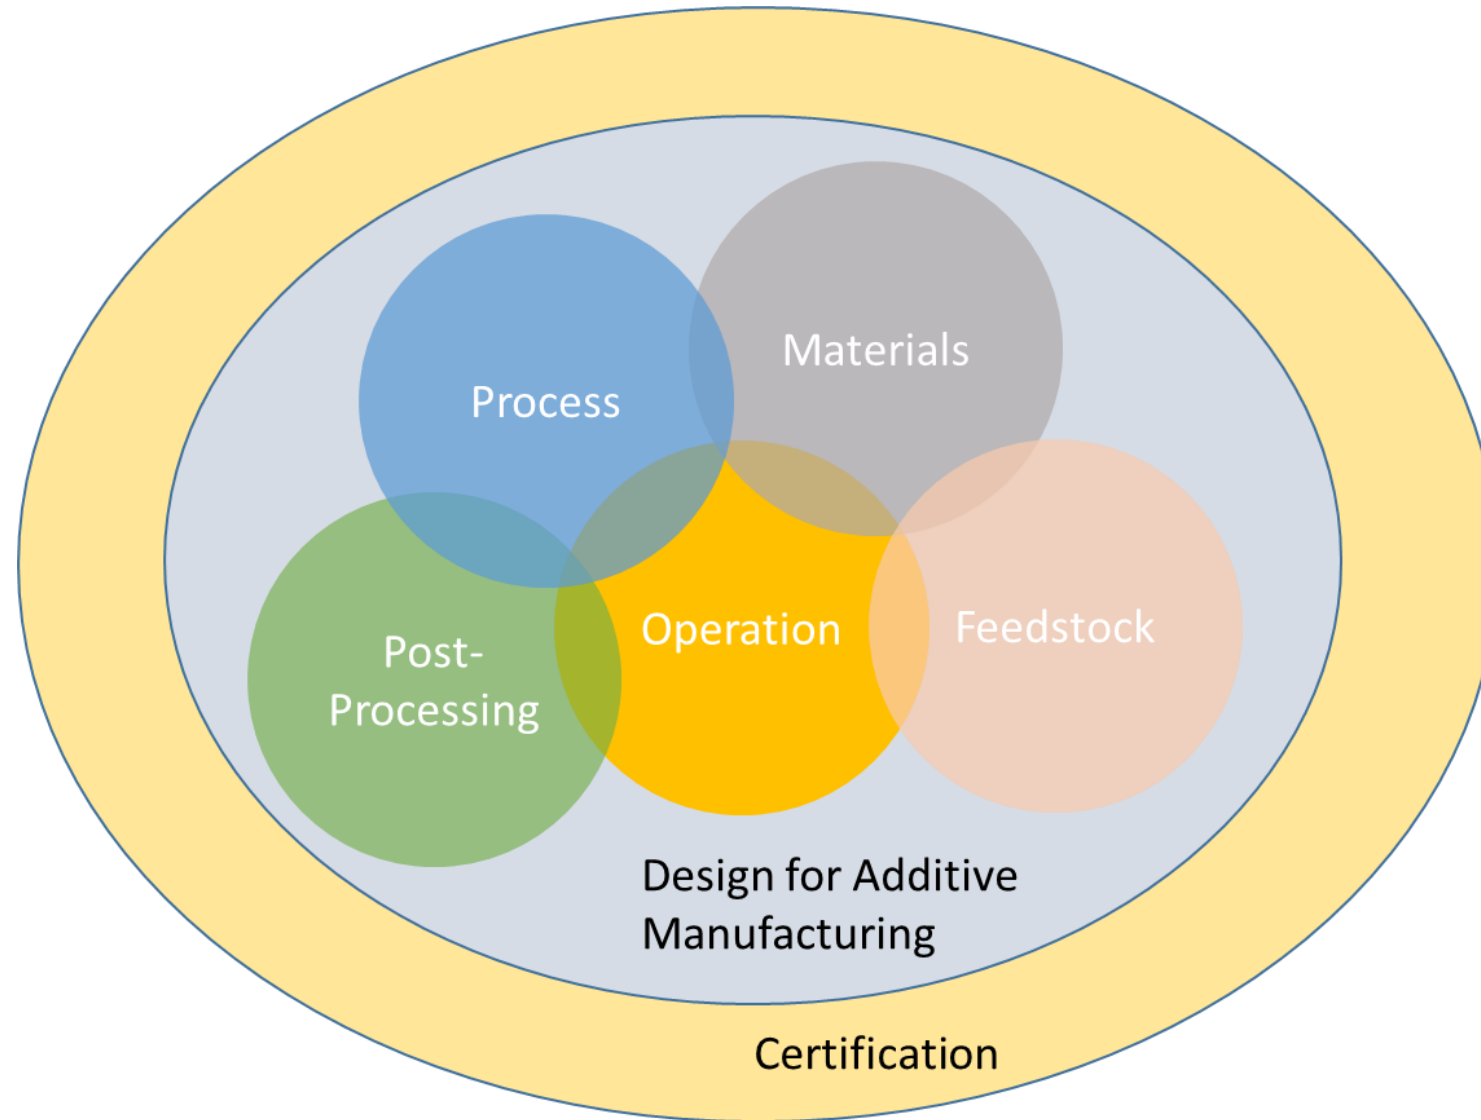 Materials
Process
Operation
Feedstock
Post-
Processing
Design for Additive
Manufacturing
Certification